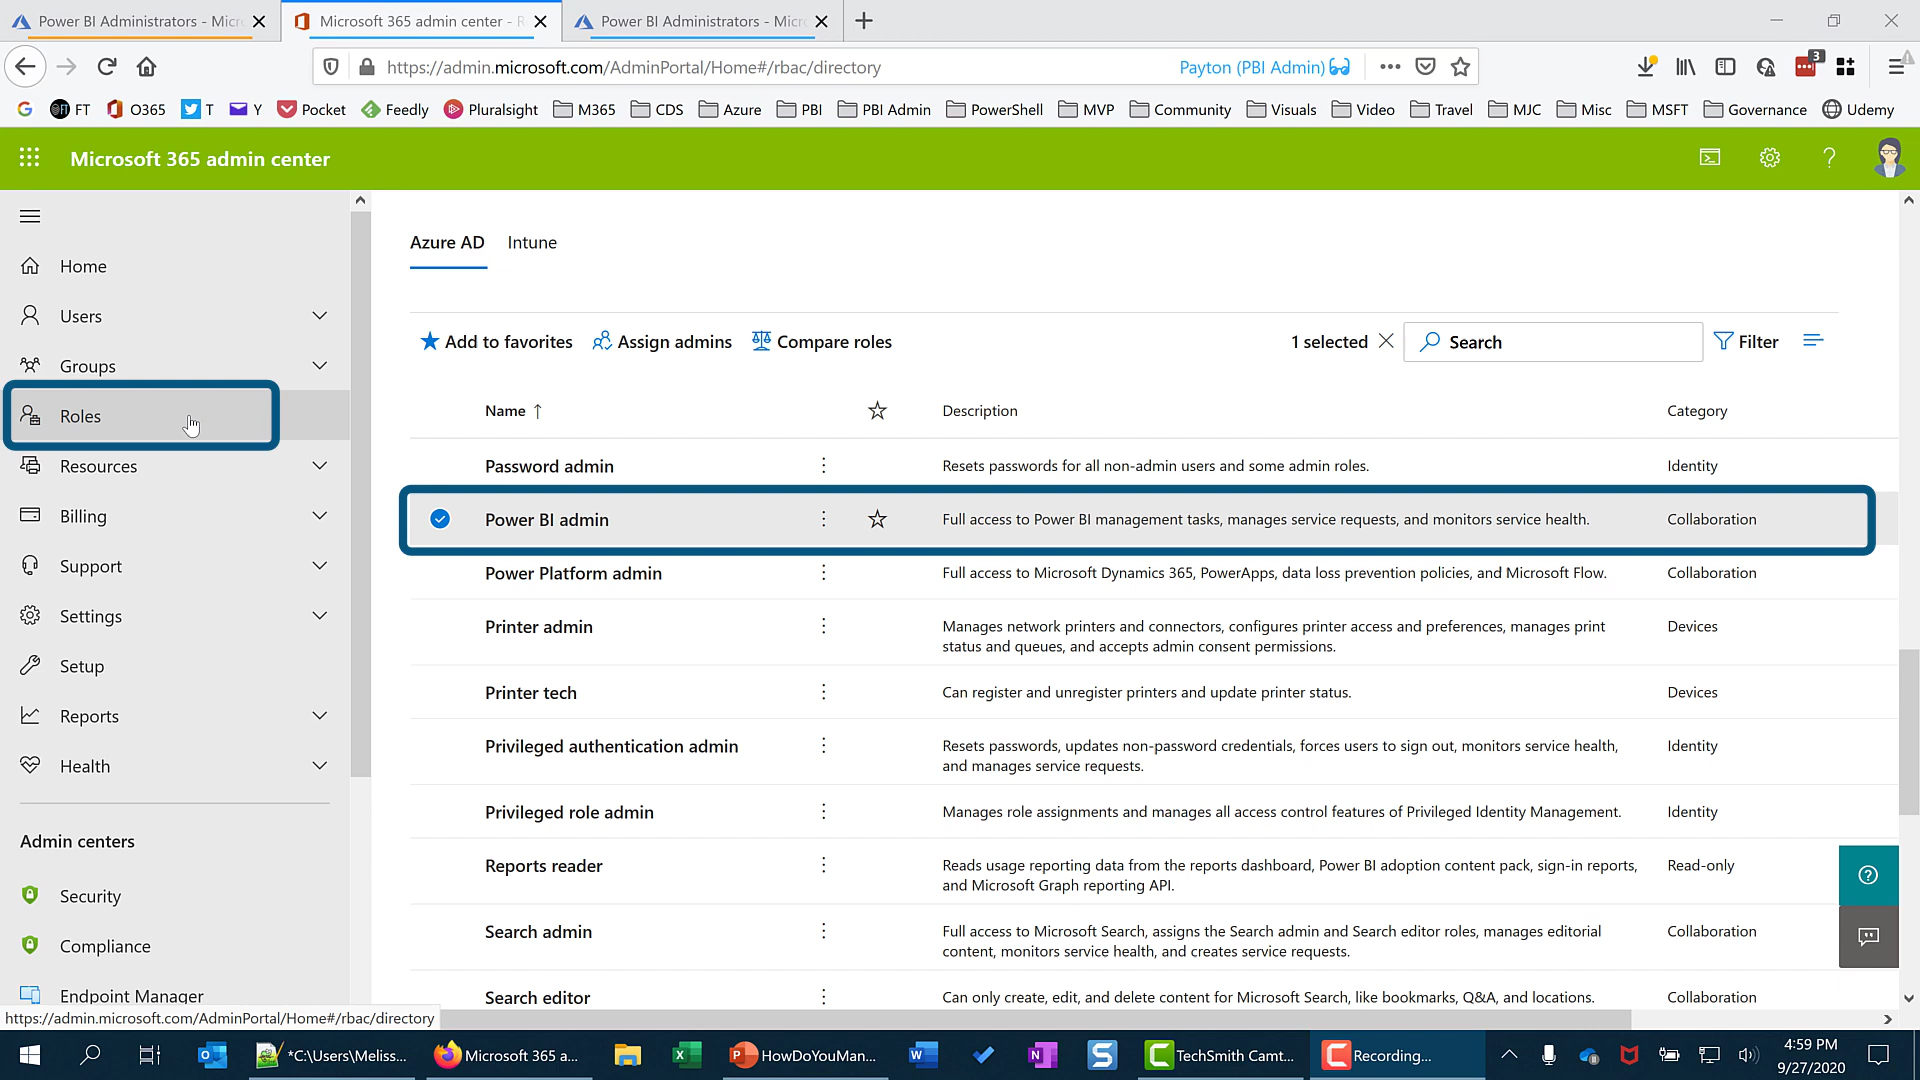 Power BI Administrators - Micr
Microsoft 365 admin center - R
Power BI Administrators - Micr
https://admin.microsoft.com/AdminPortal/Home#/rbac/directory
Payton (PBI Admin)
3
G
FT
O365
T
Y
Pocket
Feedly
Pluralsight
M365
CDS
Azure
PBI
PBI Admin
PowerShell
MVP
Community
Visuals
Video
Travel
MJC
Misc
MSFT
Governance
Udemy
Microsoft 365 admin center
Home
Users
Groups
Roles
Resources
Billing
Support
Settings
Setup
Reports
Health
Admin centers
Security
Compliance
Endpoint Manager
https://admin.microsoft.com/AdminPortal/Home#/rbac/directory
Azure AD
Intune
Add to favorites
Assign admins
Compare roles
1 selected
Search
Filter
Name ↑
Description
Category
Password admin
Resets passwords for all non-admin users and some admin roles.
Identity
Power BI admin
Full access to Power BI management tasks, manages service requests, and monitors service health.
Collaboration
Power Platform admin
Full access to Microsoft Dynamics 365, PowerApps, data loss prevention policies, and Microsoft Flow.
Collaboration
Printer admin
Manages network printers and connectors, configures printer access and preferences, manages print
status and queues, and accepts admin consent permissions.
Devices
Printer tech
Can register and unregister printers and update printer status.
Devices
Privileged authentication admin
Resets passwords, updates non-password credentials, forces users to sign out, monitors service health,
and manages service requests.
Identity
Privileged role admin
Manages role assignments and manages all access control features of Privileged Identity Management.
Identity
Reports reader
Reads usage reporting data from the reports dashboard, Power BI adoption content pack, sign-in reports,
and Microsoft Graph reporting API.
Read-only
Search admin
Full access to Microsoft Search, assigns the Search admin and Search editor roles, manages editorial
content, monitors service health, and creates service requests.
Collaboration
Search editor
Can only create, edit, and delete content for Microsoft Search, like bookmarks, Q&A, and locations.
Collaboration
*C:\Users\Meliss...
Microsoft 365 a...
HowDoYouMan...
TechSmith Camt...
Recording...
4:59 PM
9/27/2020